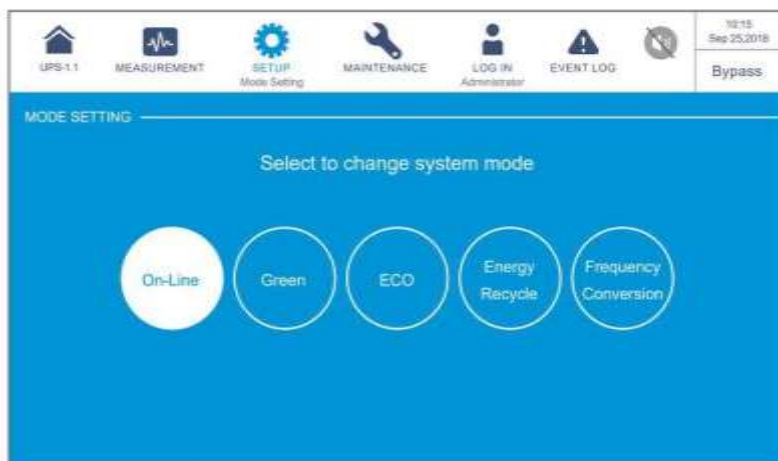 10:15
Sep 25,2018
UPS-1.1
MEASUREMENT
SETUP
Mode Setting
MAINTENANCE
LOG IN
Administrator
EVENT LOG
Bypass
MODE SETTING
Select to change system mode
On-Line
Green
ECO
Energy
Recycle
Frequency
Conversion